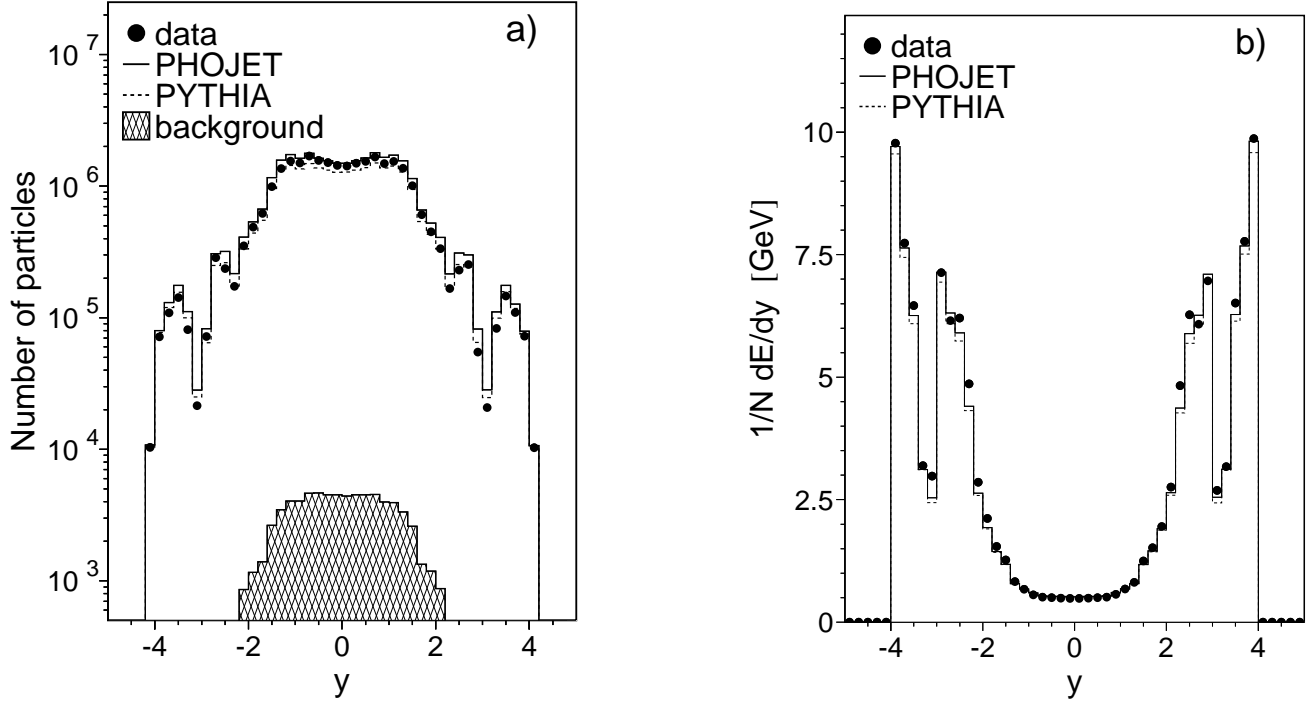 a)
data
PHOJET
PYTHIA
background
Number of particles
10^7
10^6
10^5
10^4
10^3
-4 -2 0 2 4
y
b)
data
PHOJET
PYTHIA
1/N dE/dy [GeV]
10
7.5
5
2.5
0
-4 -2 0 2 4
y